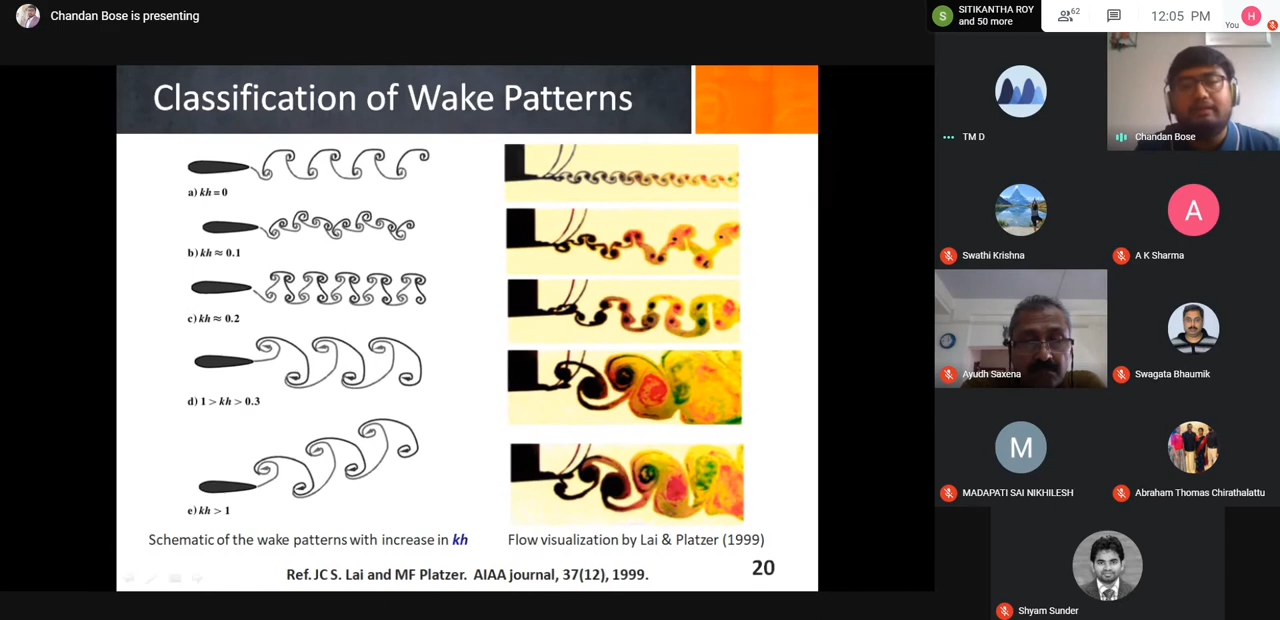 Chandan Bose is presenting
S
SITIKANTHA ROY
and 50 more
62
12:05 PM
You
H
Classification of Wake Patterns
a) kh = 0
b) kh ≈ 0.1
c) kh ≈ 0.2
d) 1 > kh > 0.3
e) kh > 1
Schematic of the wake patterns with increase in kh
Flow visualization by Lai & Platzer (1999)
Ref. JC S. Lai and MF Platzer. AIAA journal, 37(12), 1999.
20
TM D
Chandan Bose
Swathi Krishna
A
A K Sharma
Ayudh Saxena
Swagata Bhaumik
M
MADAPATI SAI NIKHILESH
Abraham Thomas Chirathalattu
Shyam Sunder